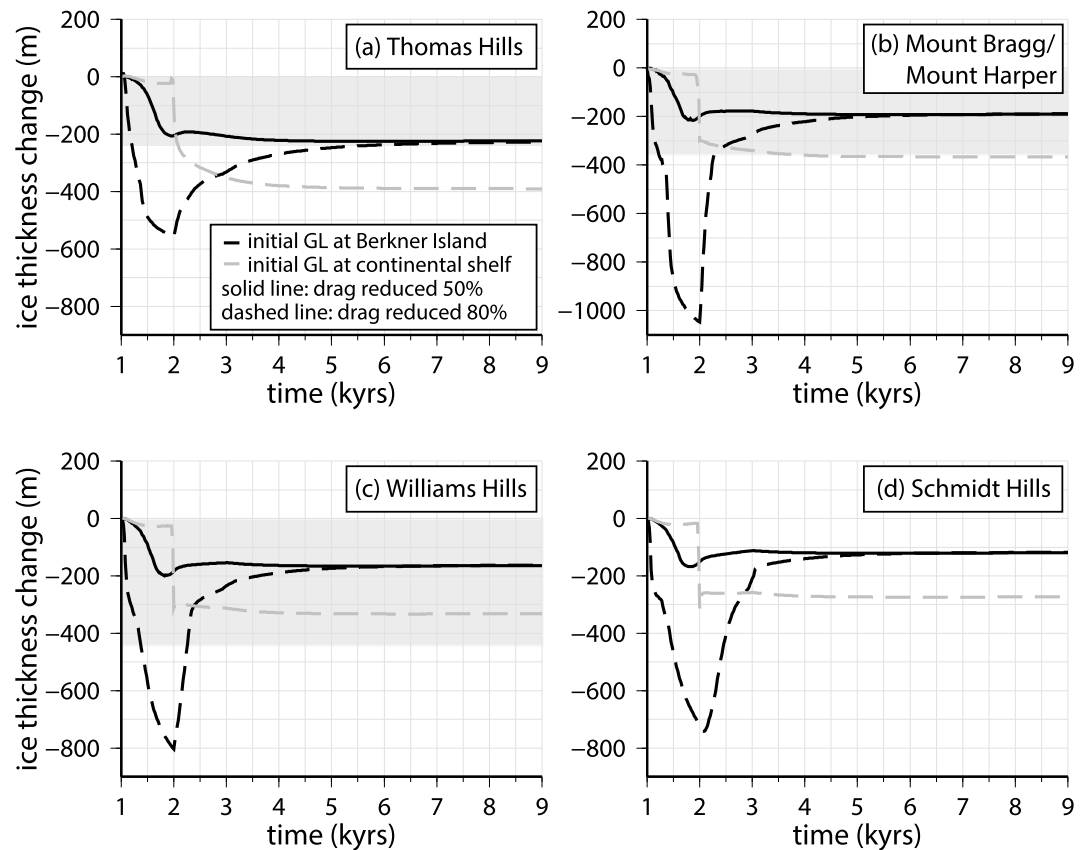 200
0
−200
−400
−600
−800
ice thickness change (m)
(a) Thomas Hills
initial GL at Berkner Island
initial GL at continental shelf
solid line: drag reduced 50%
dashed line: drag reduced 80%
1 2 3 4 5 6 7 8 9
time (kyrs)
200
0
−200
−400
−600
−800
−1000
(b) Mount Bragg/
Mount Harper
1 2 3 4 5 6 7 8 9
time (kyrs)
200
0
−200
−400
−600
−800
ice thickness change (m)
(c) Williams Hills
1 2 3 4 5 6 7 8 9
time (kyrs)
200
0
−200
−400
−600
−800
(d) Schmidt Hills
1 2 3 4 5 6 7 8 9
time (kyrs)